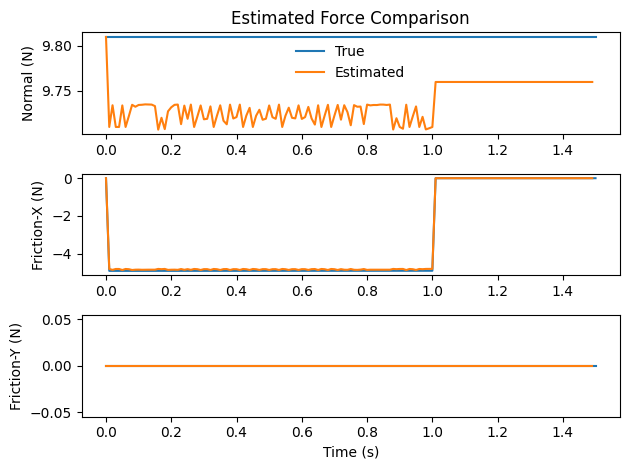 Estimated Force Comparison
Normal (N)
9.80
9.75
True
Estimated
0.0 0.2 0.4 0.6 0.8 1.0 1.2 1.4
Friction-X (N)
0
−2
−4
0.0 0.2 0.4 0.6 0.8 1.0 1.2 1.4
Friction-Y (N)
0.05
0.00
−0.05
0.0 0.2 0.4 0.6 0.8 1.0 1.2 1.4
Time (s)